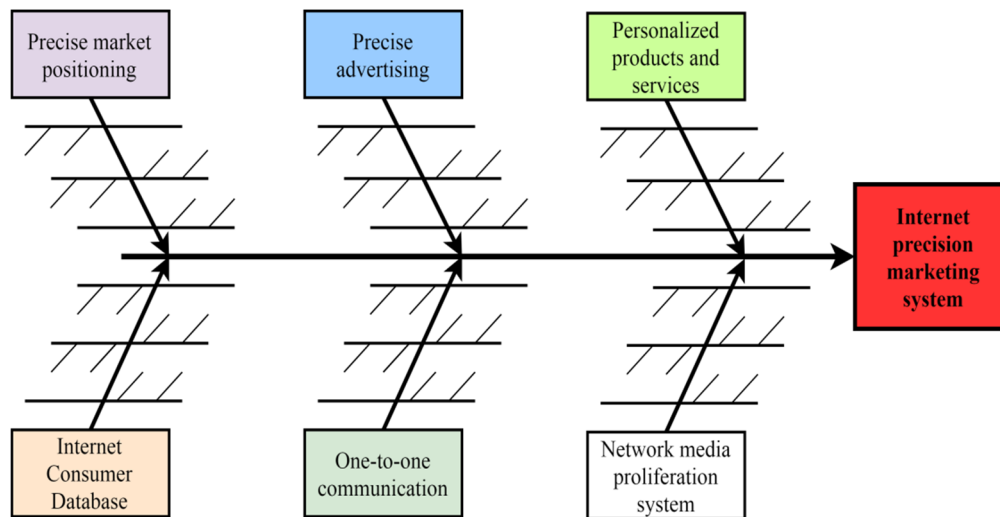 Precise market
positioning
Precise
advertising
Personalized
products and
services
Internet
precision
marketing
system
Internet
Consumer
Database
One-to-one
communication
Network media
proliferation
system